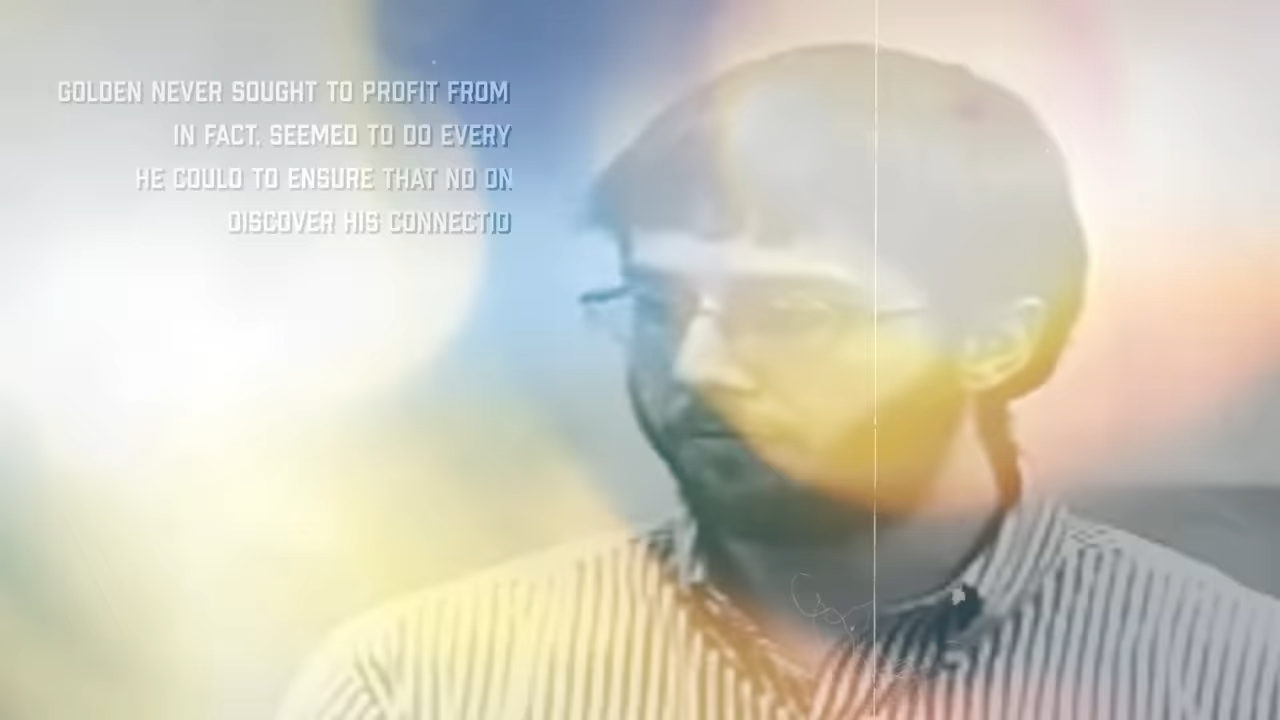 GOLDEN NEVER SOUGHT TO PROFIT FROM
IN FACT, SEEMED TO DO EVERY
HE COULD TO ENSURE THAT NO ON
DISCOVER HIS CONNECTIO